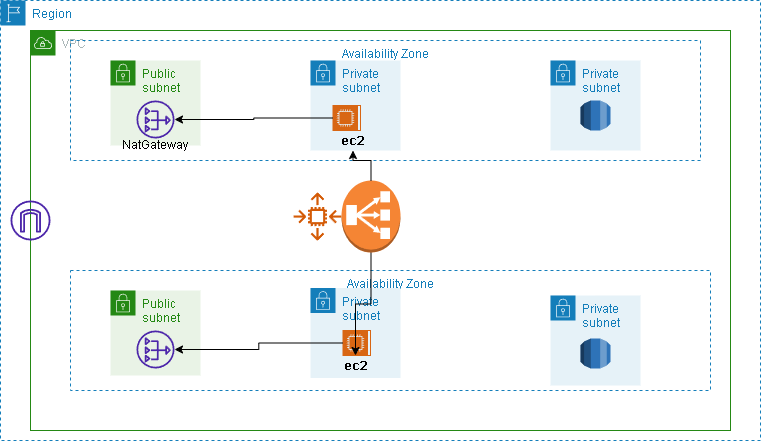 Region
VPC
Availability Zone
Public
subnet
Private
subnet
Private
subnet
NatGateway
ec2
Availability Zone
Public
subnet
Private
subnet
Private
subnet
ec2